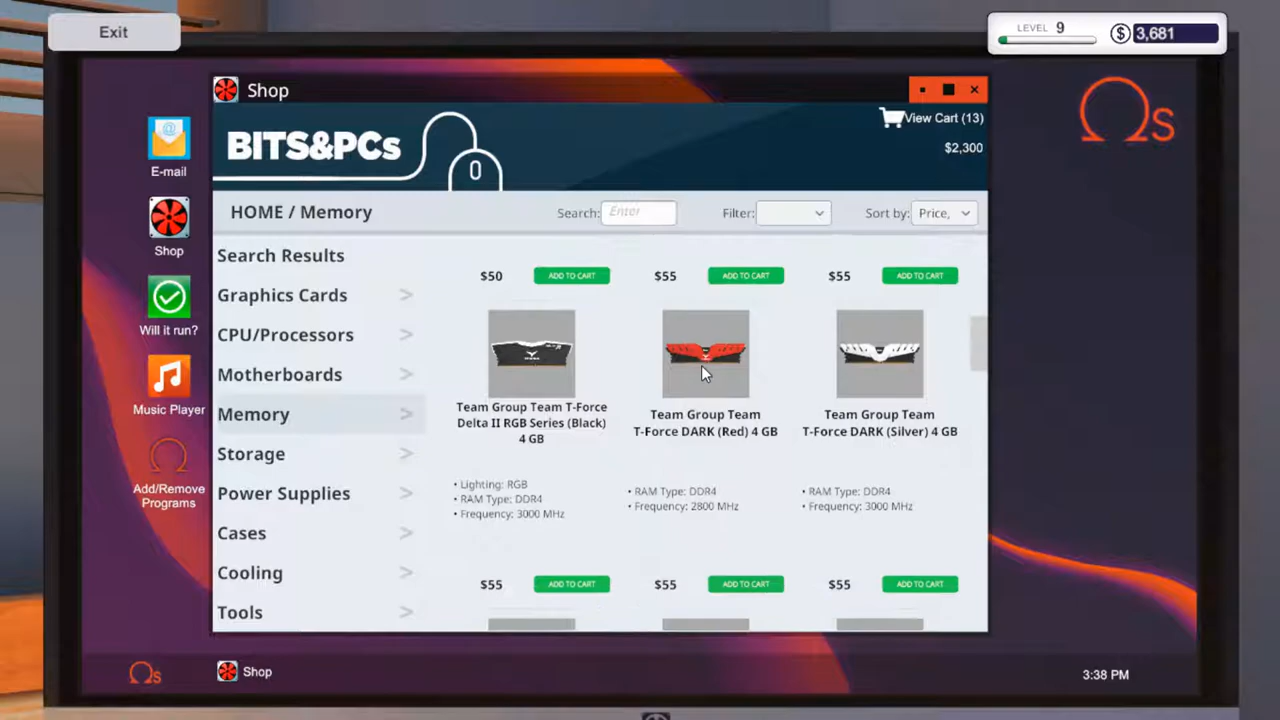 Exit
LEVEL 9
$ 3,681
Shop
BITS&PCs
View Cart (13)
$2,300
Ωs
E-mail
Shop
Will it run?
Music Player
Add/Remove
Programs
HOME / Memory
Search: Enter
Filter:
Sort by: Price,
Search Results
Graphics Cards >
CPU/Processors >
Motherboards >
Memory >
Storage >
Power Supplies >
Cases >
Cooling >
Tools >
$50 ADD TO CART
$55 ADD TO CART
$55 ADD TO CART
Team Group Team T-Force
Delta II RGB Series (Black)
4 GB
• Lighting: RGB
• RAM Type: DDR4
• Frequency: 3000 MHz
$55 ADD TO CART
Team Group Team
T-Force DARK (Red) 4 GB
• RAM Type: DDR4
• Frequency: 2800 MHz
$55 ADD TO CART
Team Group Team
T-Force DARK (Silver) 4 GB
• RAM Type: DDR4
• Frequency: 3000 MHz
$55 ADD TO CART
Ωs
Shop
3:38 PM